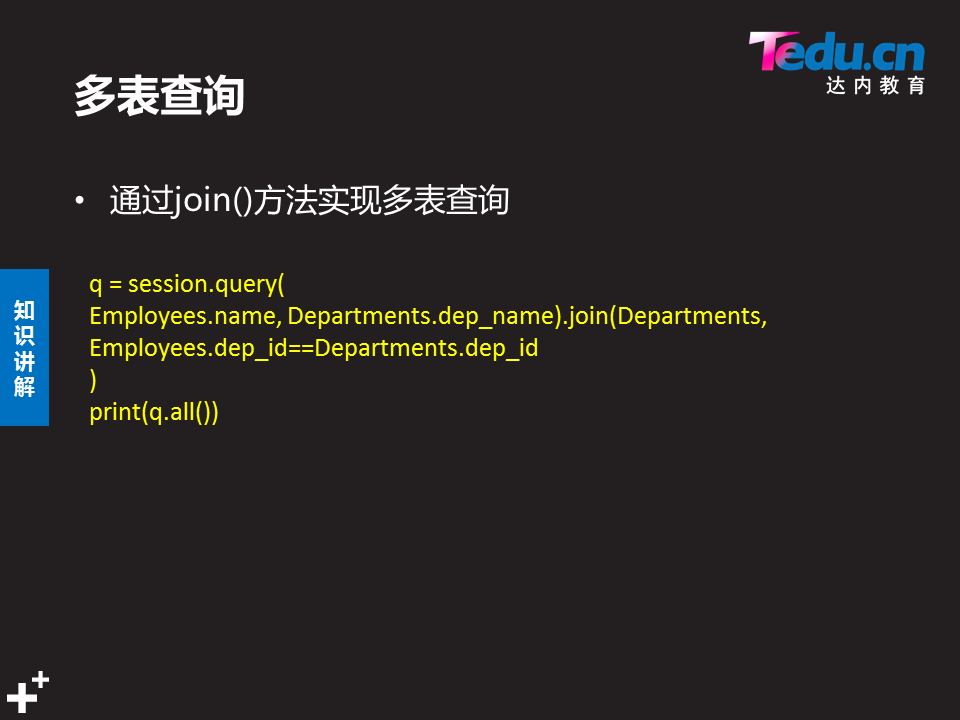 Tedu.cn
达内教育
多表查询
• 通过join()方法实现多表查询
知识讲解
q = session.query(
Employees.name, Departments.dep_name).join(Departments,
Employees.dep_id==Departments.dep_id
)
print(q.all())